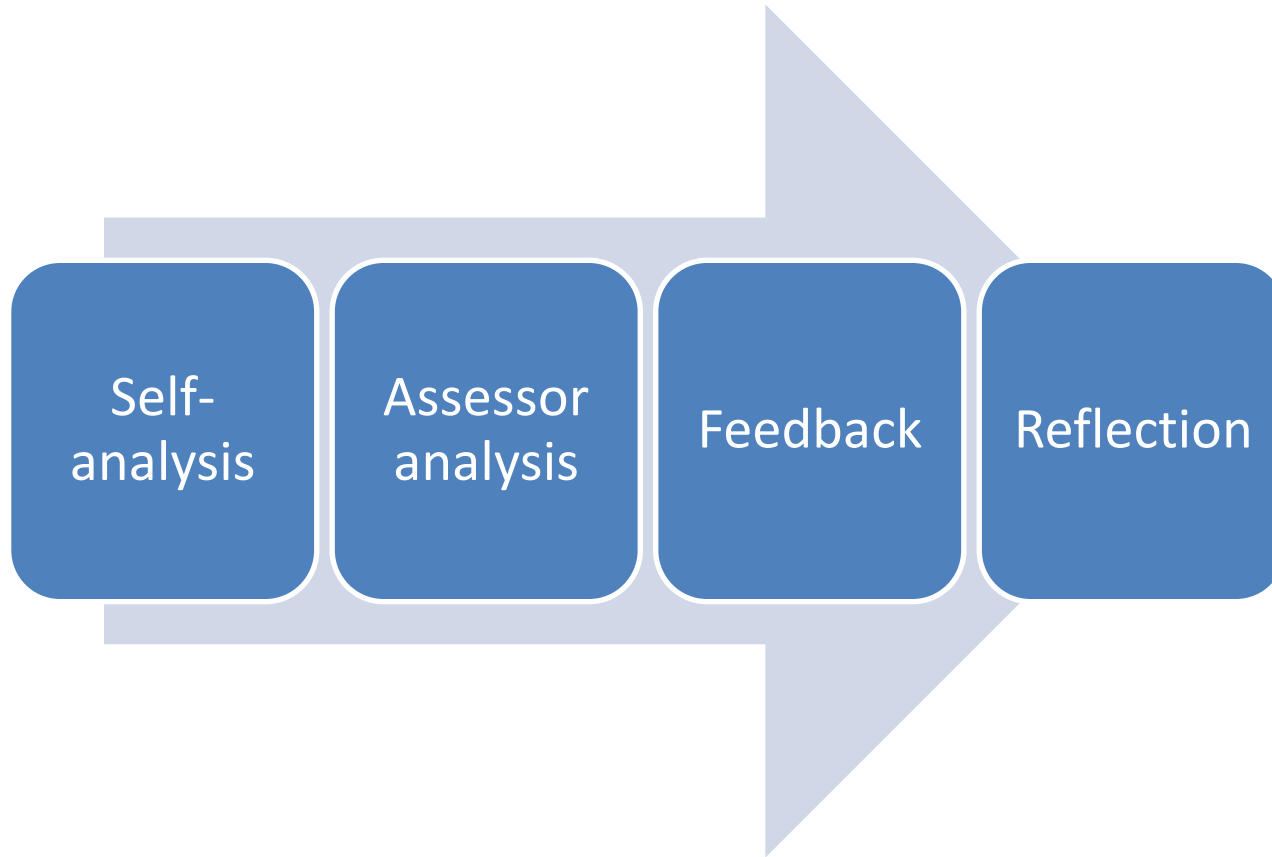 Self-
analysis
Assessor
analysis
Feedback
Reflection